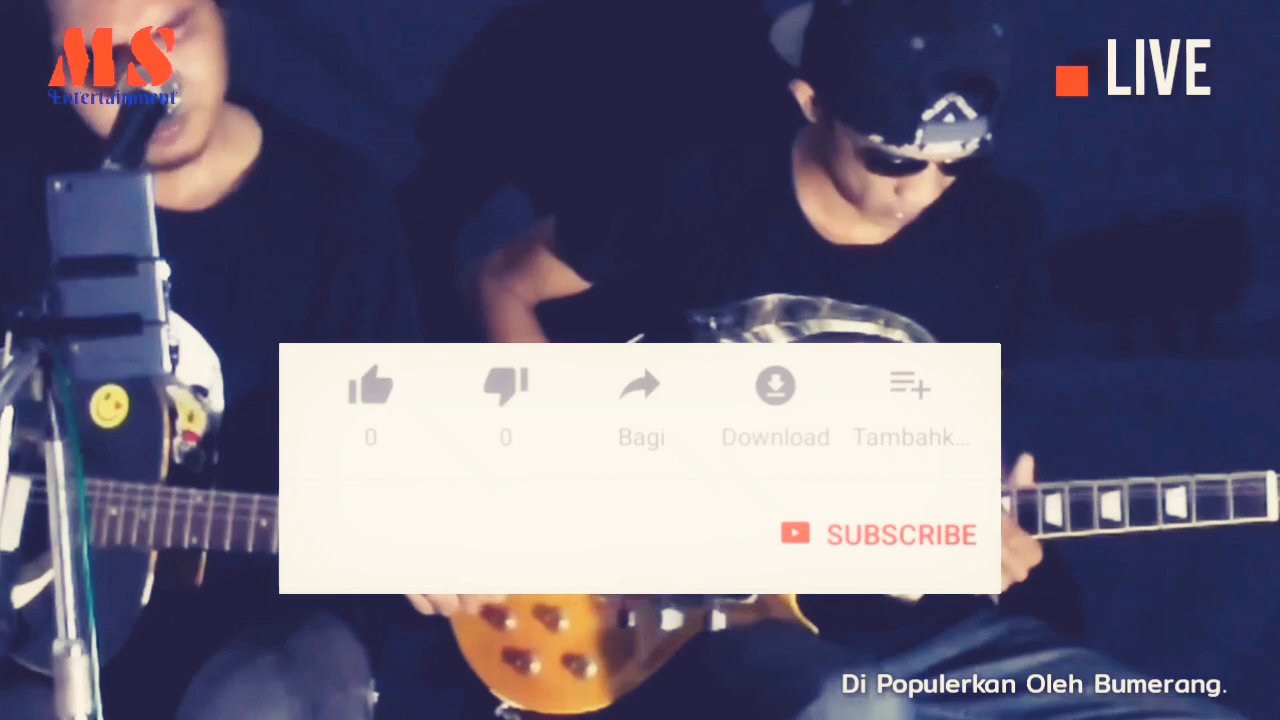 MS
Entertainment
LIVE
0
0
Bagi
Download
Tambahk...
SUBSCRIBE
Di Populerkan Oleh Bumerang.